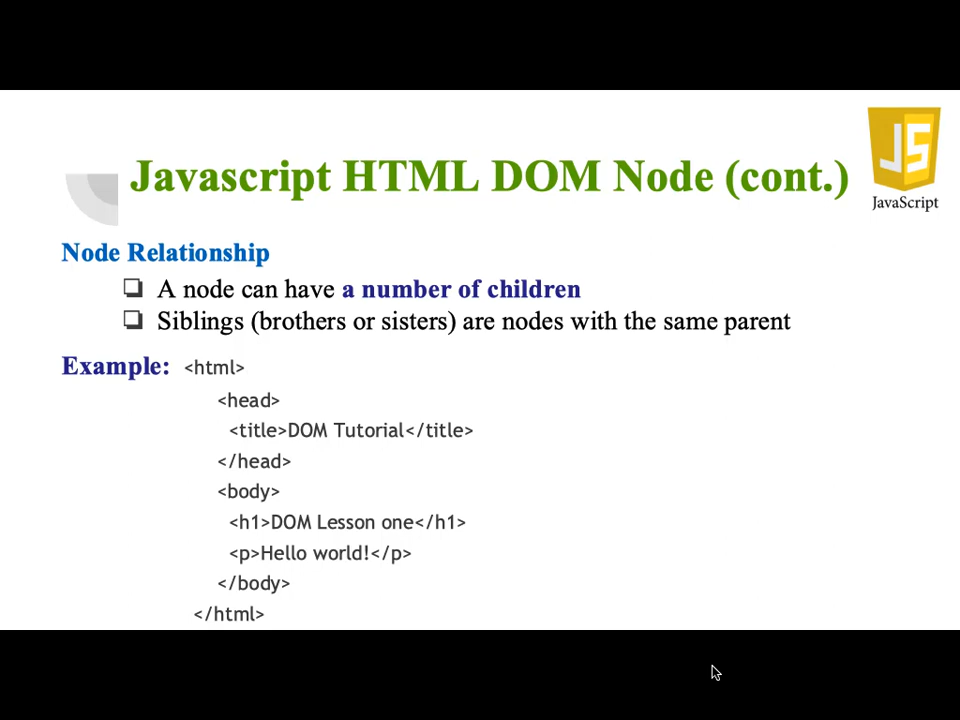 JS
JavaScript
Javascript HTML DOM Node (cont.)
Node Relationship
❏ A node can have a number of children
❏ Siblings (brothers or sisters) are nodes with the same parent
Example: <html>
<head>
<title>DOM Tutorial</title>
</head>
<body>
<h1>DOM Lesson one</h1>
<p>Hello world!</p>
</body>
</html>